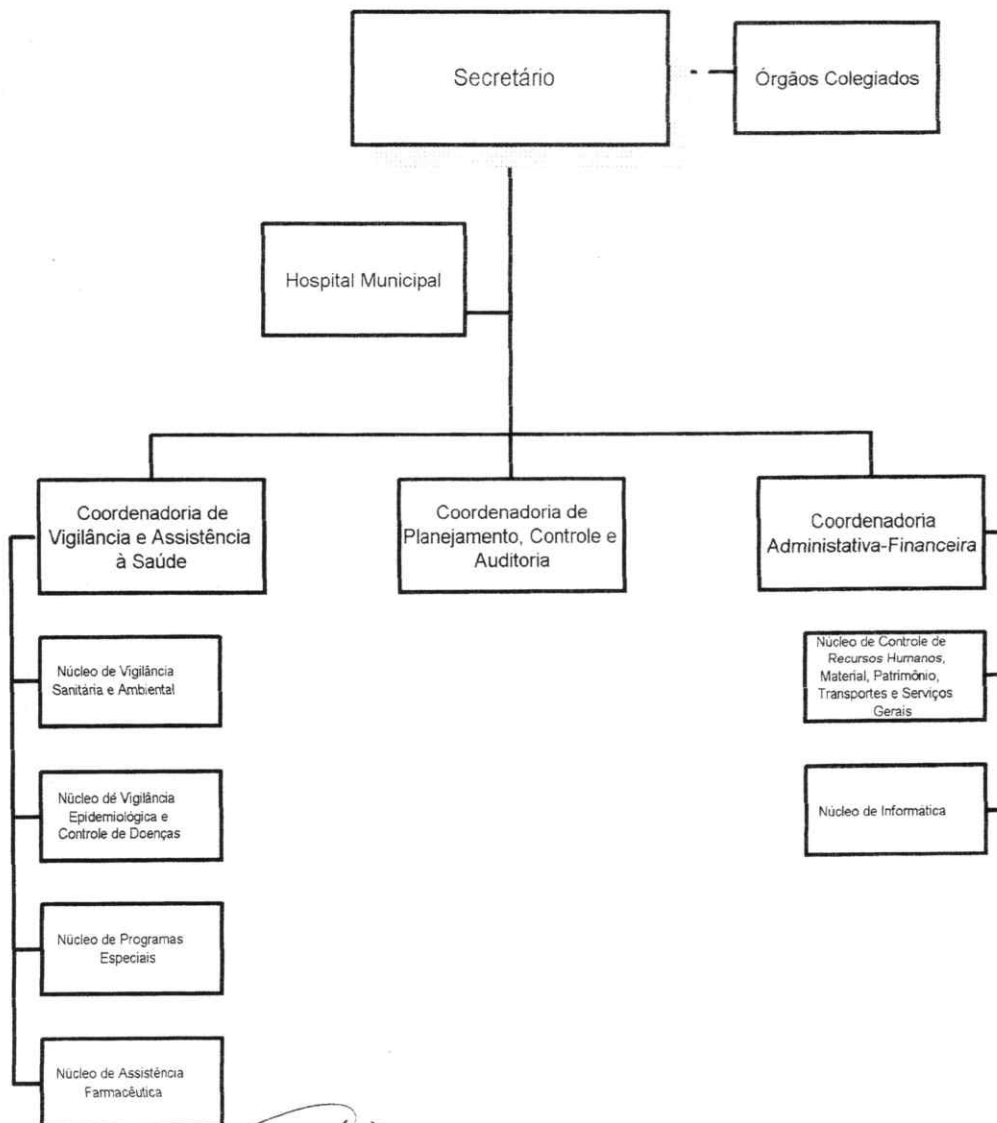 Secretário
Órgãos Colegiados
Hospital Municipal
Coordenadoria de
Vigilância e Assistência
à Saúde
Coordenadoria de
Planejamento, Controle e
Auditoria
Coordenadoria
Administativa-Financeira
Núcleo de Vigilância
Sanitária e Ambiental
Núcleo de Controle de
Recursos Humanos,
Material, Patrimônio,
Transportes e Serviços
Gerais
Núcleo dé Vigilância
Epidemiológica e
Controle de Doenças
Núcleo de Informática
Núcleo de Programas
Especiais
Núcleo de Assistência
Farmacêutica